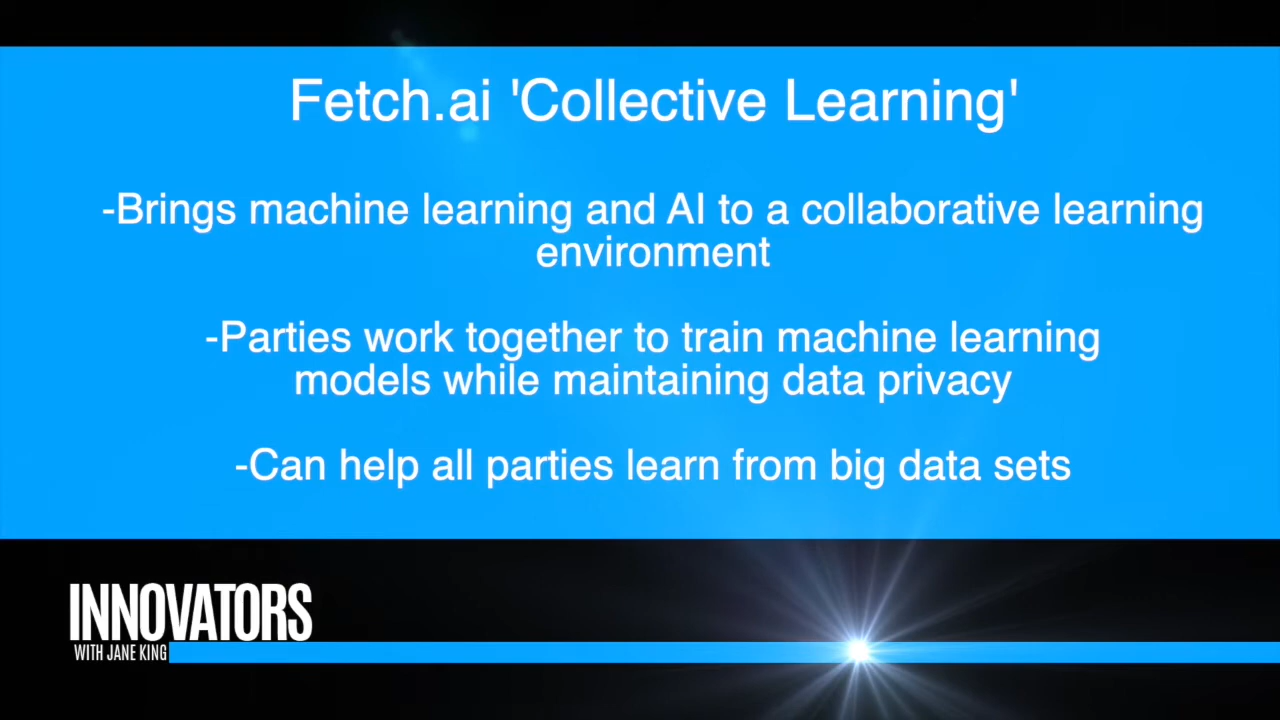 Fetch.ai 'Collective Learning'
-Brings machine learning and AI to a collaborative learning
environment
-Parties work together to train machine learning
models while maintaining data privacy
-Can help all parties learn from big data sets
INNOVATORS
WITH JANE KING